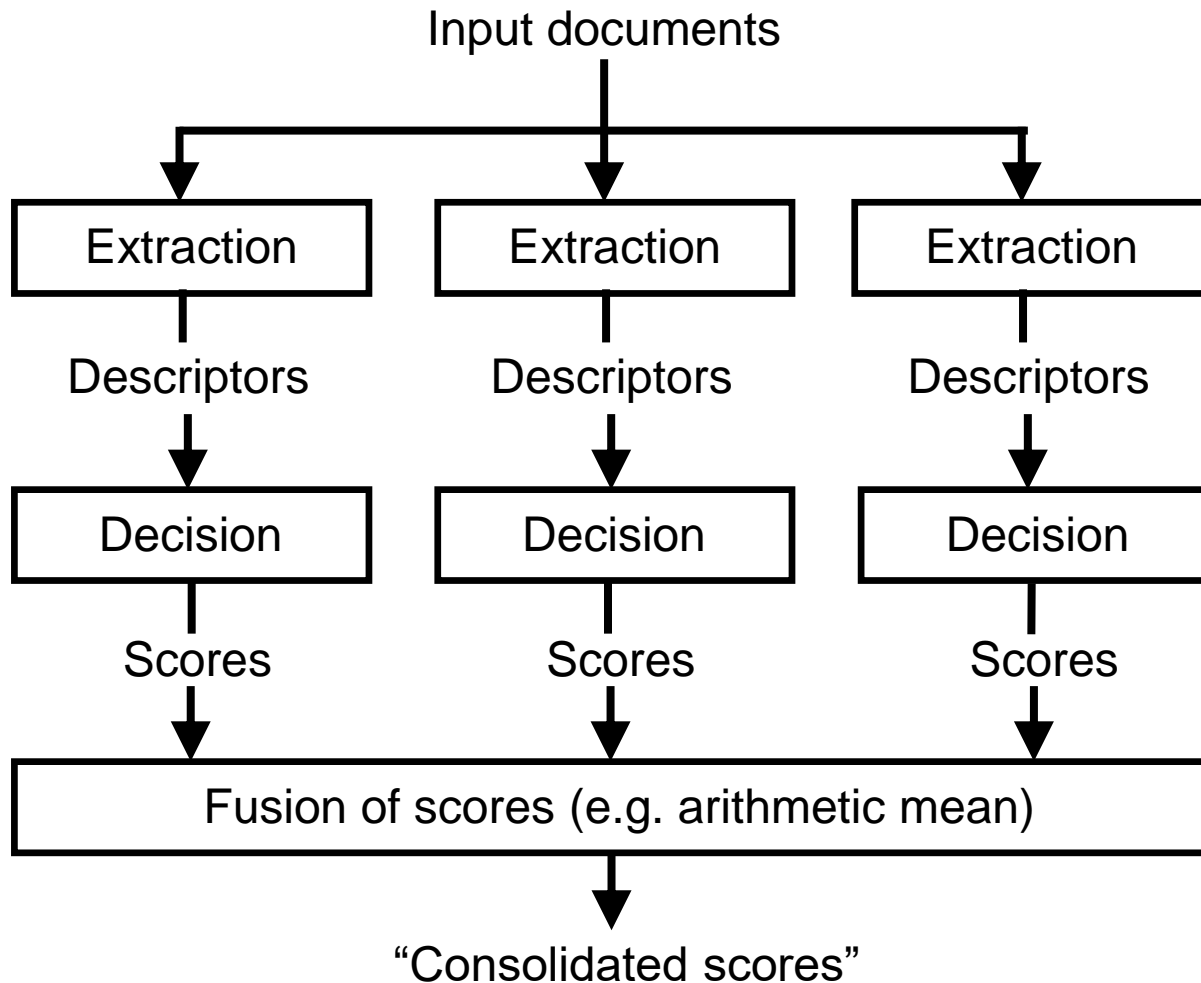 Input documents
Extraction Extraction Extraction
Descriptors Descriptors Descriptors
Decision Decision Decision
Scores Scores Scores
Fusion of scores (e.g. arithmetic mean)
“Consolidated scores”